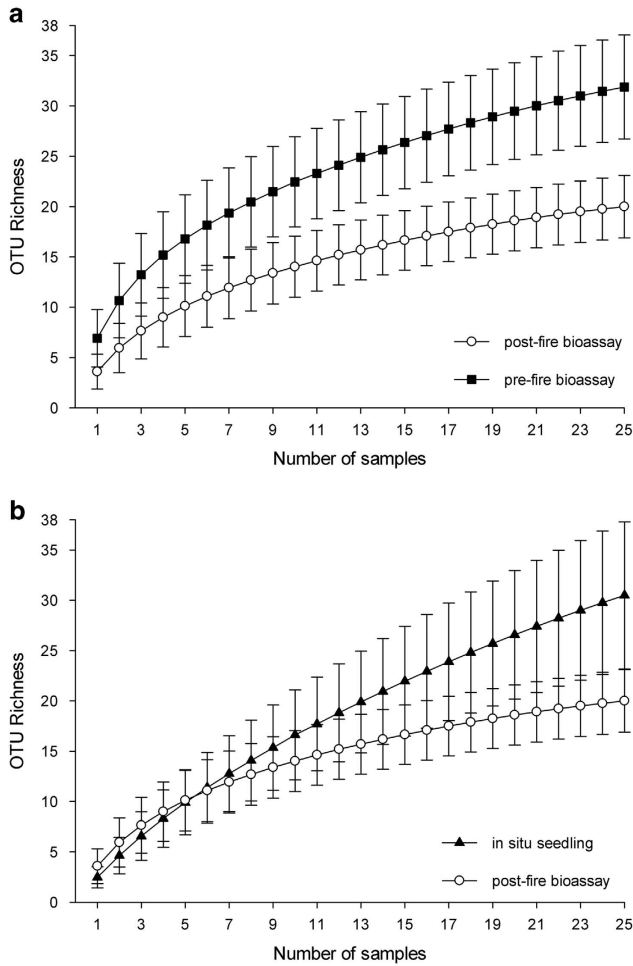 a
38
35
30
25
20
15
10
5
0
OTU Richness
post-fire bioassay
pre-fire bioassay
1 3 5 7 9 11 13 15 17 19 21 23 25
Number of samples
b
38
35
30
25
20
15
10
5
0
OTU Richness
in situ seedling
post-fire bioassay
1 3 5 7 9 11 13 15 17 19 21 23 25
Number of samples